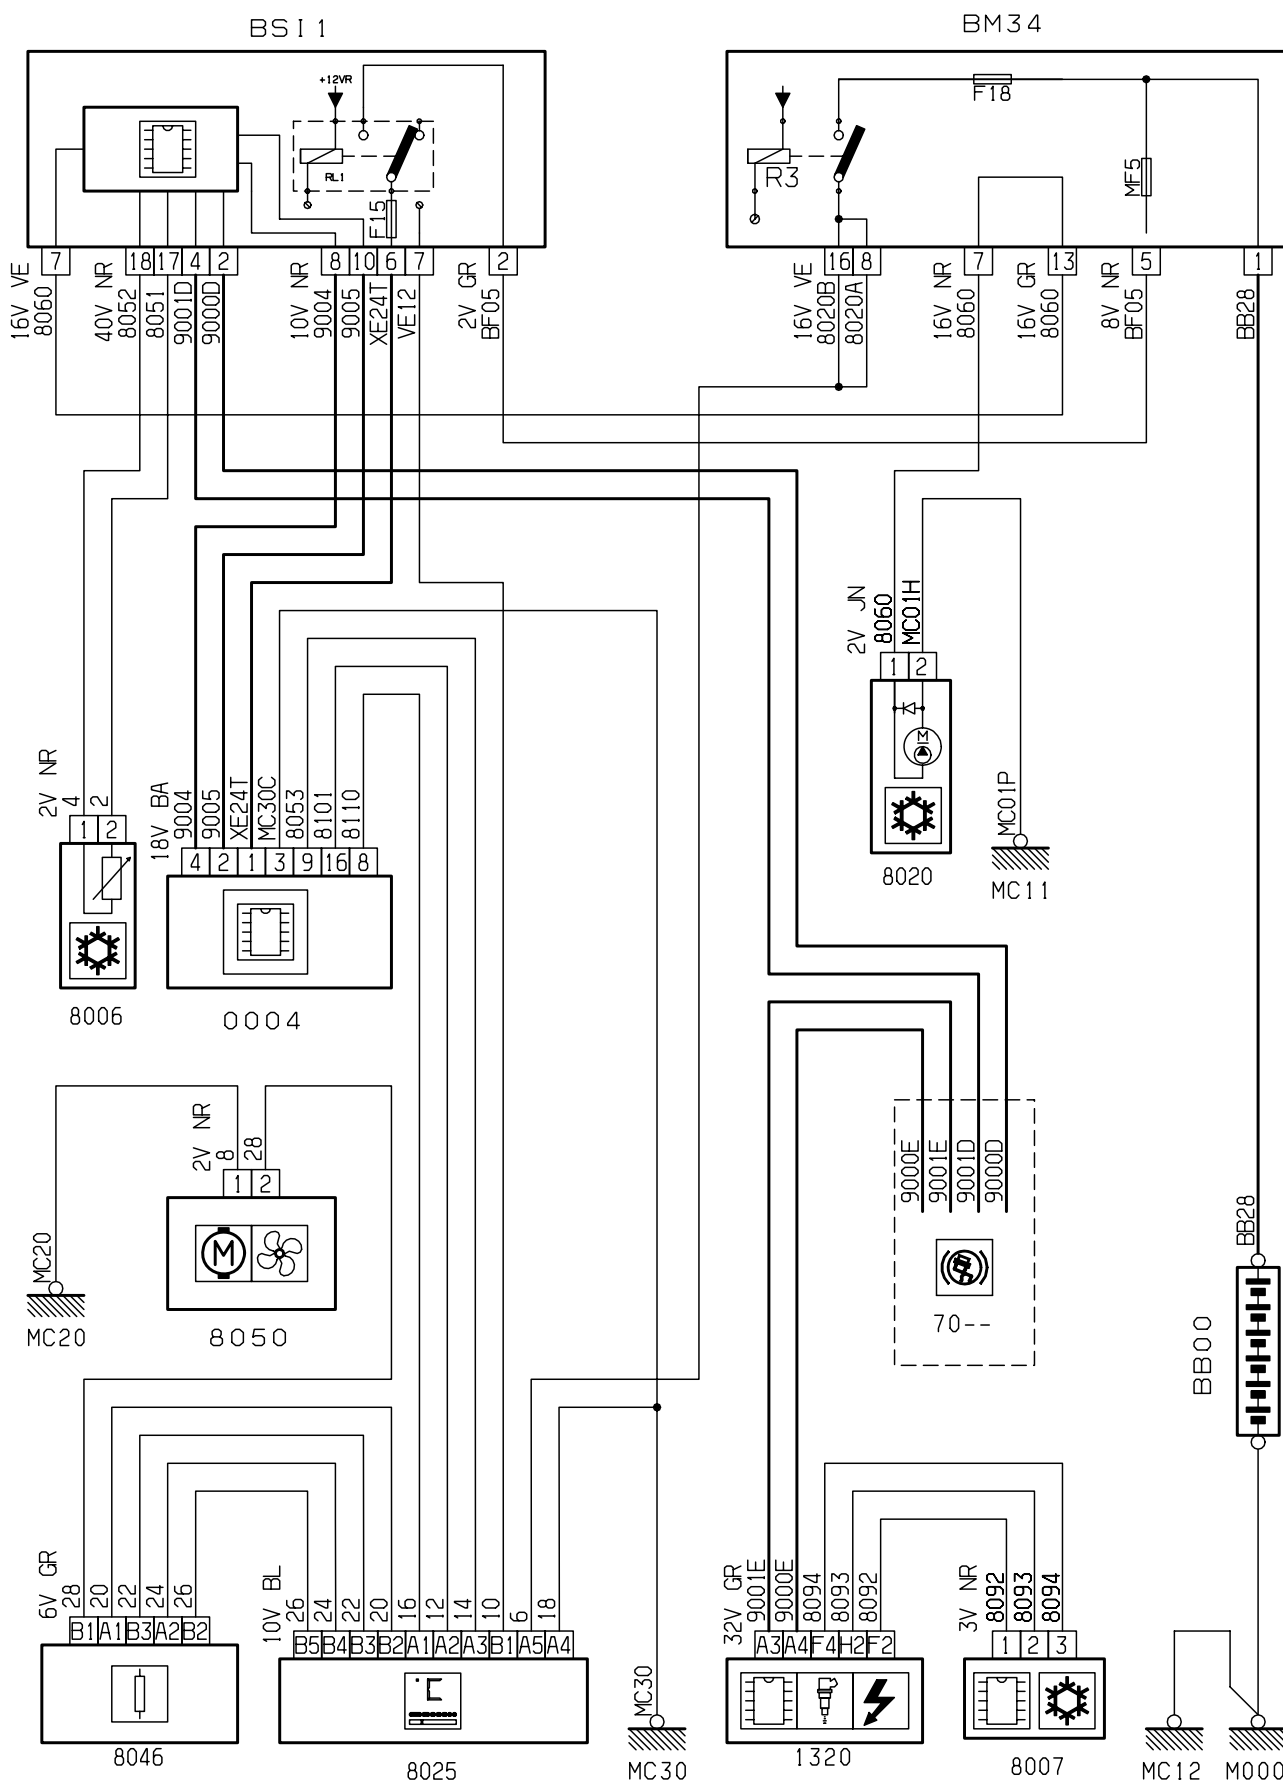 BSI1
BM34
+12VR
RL1
F15
F18
R3
MF5
7 18 17 4 2 8 10 6 7 2
16 8 7 13 5 1
16V VE
8060
40V NR
8052
8051
9001D
9000D
10V NR
9004
9005
XE24T
VE12
2V GR
BF05
16V VE
8020B
8020A
16V NR
8060
16V GR
8060
8V NR
BF05
BB28
2V JN
8060
MC01H
1 2
M
8020
MC01P
MC11
2V NR
4
2
1 2
8006
18V BA
9004
9005
XE24T
MC30C
8053
8101
8110
4 2 1 3 9 16 8
0004
2V NR
8
28
1 2
M
8050
MC20
MC20
9000E
9001E
9001D
9000D
70--
BB28
BB00
6V GR
28
20
22
24
26
B1 A1 B3 A2 B2
8046
10V BL
26
24
22
20
16
12
14
10
6
18
B5 B4 B3 B2 A1 A2 A3 B1 A5 A4
°C
8025
MC30
MC30
32V GR
9001E
9000E
8094
8093
8092
A3 A4 F4 H2 F2
1320
3V NR
8092
8093
8094
1 2 3
8007
MC12
M000